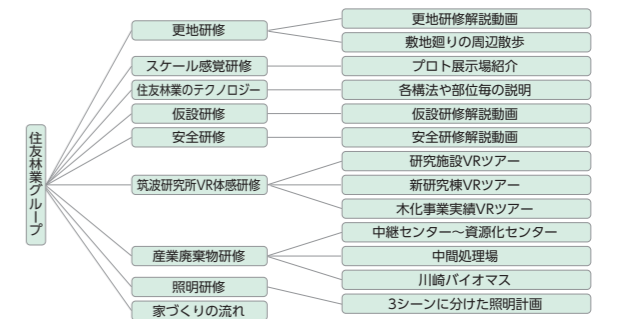 住友林業グループ
更地研修
更地研修解説動画
敷地廻りの周辺散歩
スケール感覚研修
プロト展示場紹介
住友林業のテクノロジー
各構法や部位毎の説明
仮設研修
仮設研修解説動画
安全研修
安全研修解説動画
筑波研究所VR体感研修
研究施設VRツアー
新研究棟VRツアー
木化事業実績VRツアー
産業廃棄物研修
中継センター～資源化センター
中間処理場
川崎バイオマス
照明研修
3シーンに分けた照明計画
家づくりの流れ